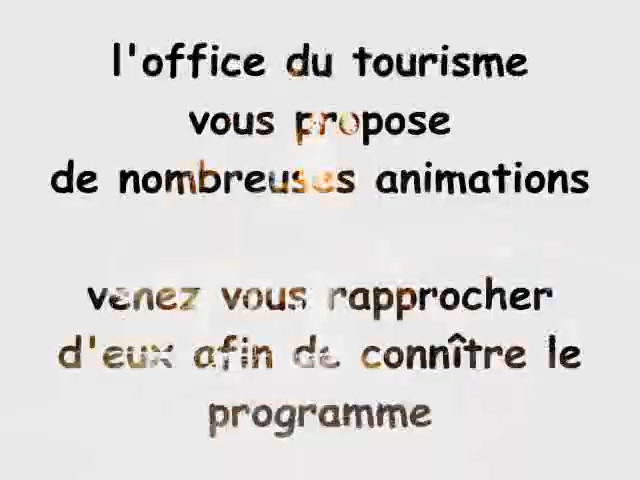 l'office du tourisme
vous propose
de nombreuses animations
venez vous rapprocher
d'eux afin de connître le
programme